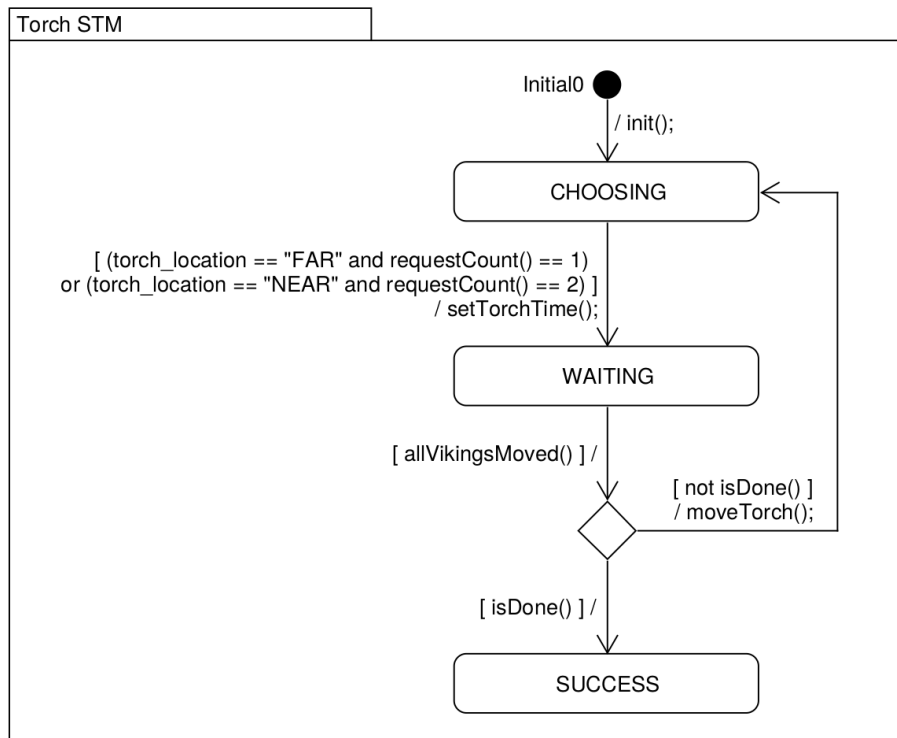 Torch STM
Initial0
/ init();
CHOOSING
[ (torch_location == "FAR" and requestCount() == 1)
or (torch_location == "NEAR" and requestCount() == 2) ]
/ setTorchTime();
WAITING
[ allVikingsMoved() ] /
[ not isDone() ]
/ moveTorch();
[ isDone() ] /
SUCCESS